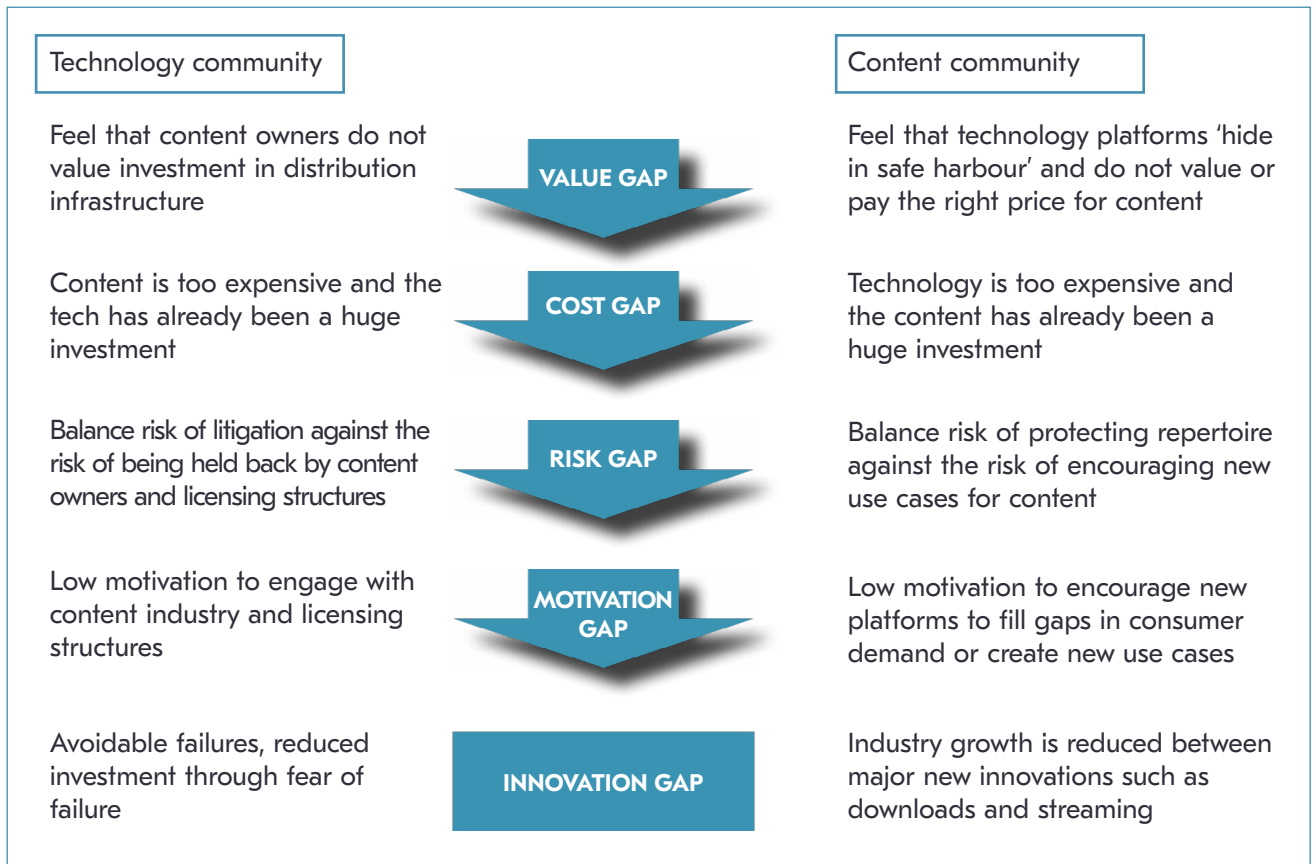 Technology community
Content community
Feel that content owners do not
value investment in distribution
infrastructure
VALUE GAP
Feel that technology platforms ‘hide
in safe harbour’ and do not value or
pay the right price for content
Content is too expensive and the
tech has already been a huge
investment
COST GAP
Technology is too expensive and
the content has already been a
huge investment
Balance risk of litigation against the
risk of being held back by content
owners and licensing structures
RISK GAP
Balance risk of protecting repertoire
against the risk of encouraging new
use cases for content
Low motivation to engage with
content industry and licensing
structures
MOTIVATION
GAP
Low motivation to encourage new
platforms to fill gaps in consumer
demand or create new use cases
Avoidable failures, reduced
investment through fear of
failure
INNOVATION GAP
Industry growth is reduced between
major new innovations such as
downloads and streaming